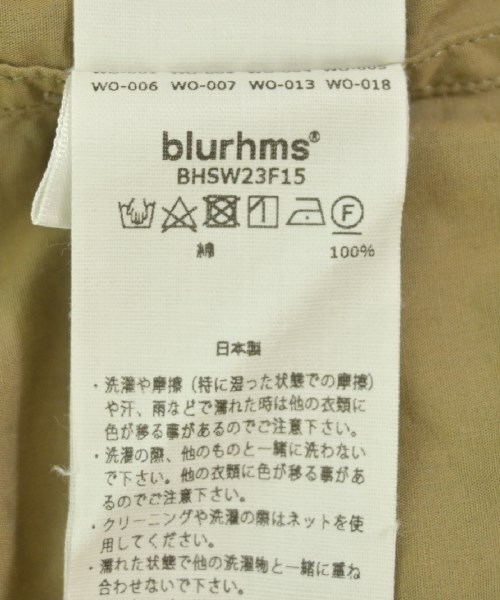 WO-006 WO-007 WO-013 WO-018
blurhms®
BHSW23F15
F
綿 100%
日本製
・洗濯や摩擦（特に湿った状態での摩擦）
や汗、雨などで濡れた時は他の衣類に
色が移る事があるのでご注意下さい。
・洗濯の際、他のものと一緒に洗わない
で下さい。他の衣類に色が移る事があ
るのでご注意下さい。
・クリーニングや洗濯の際はネットを使
用してください。
・濡れた状態で他の洗濯物と一緒に重ね
合わせないで下さい。